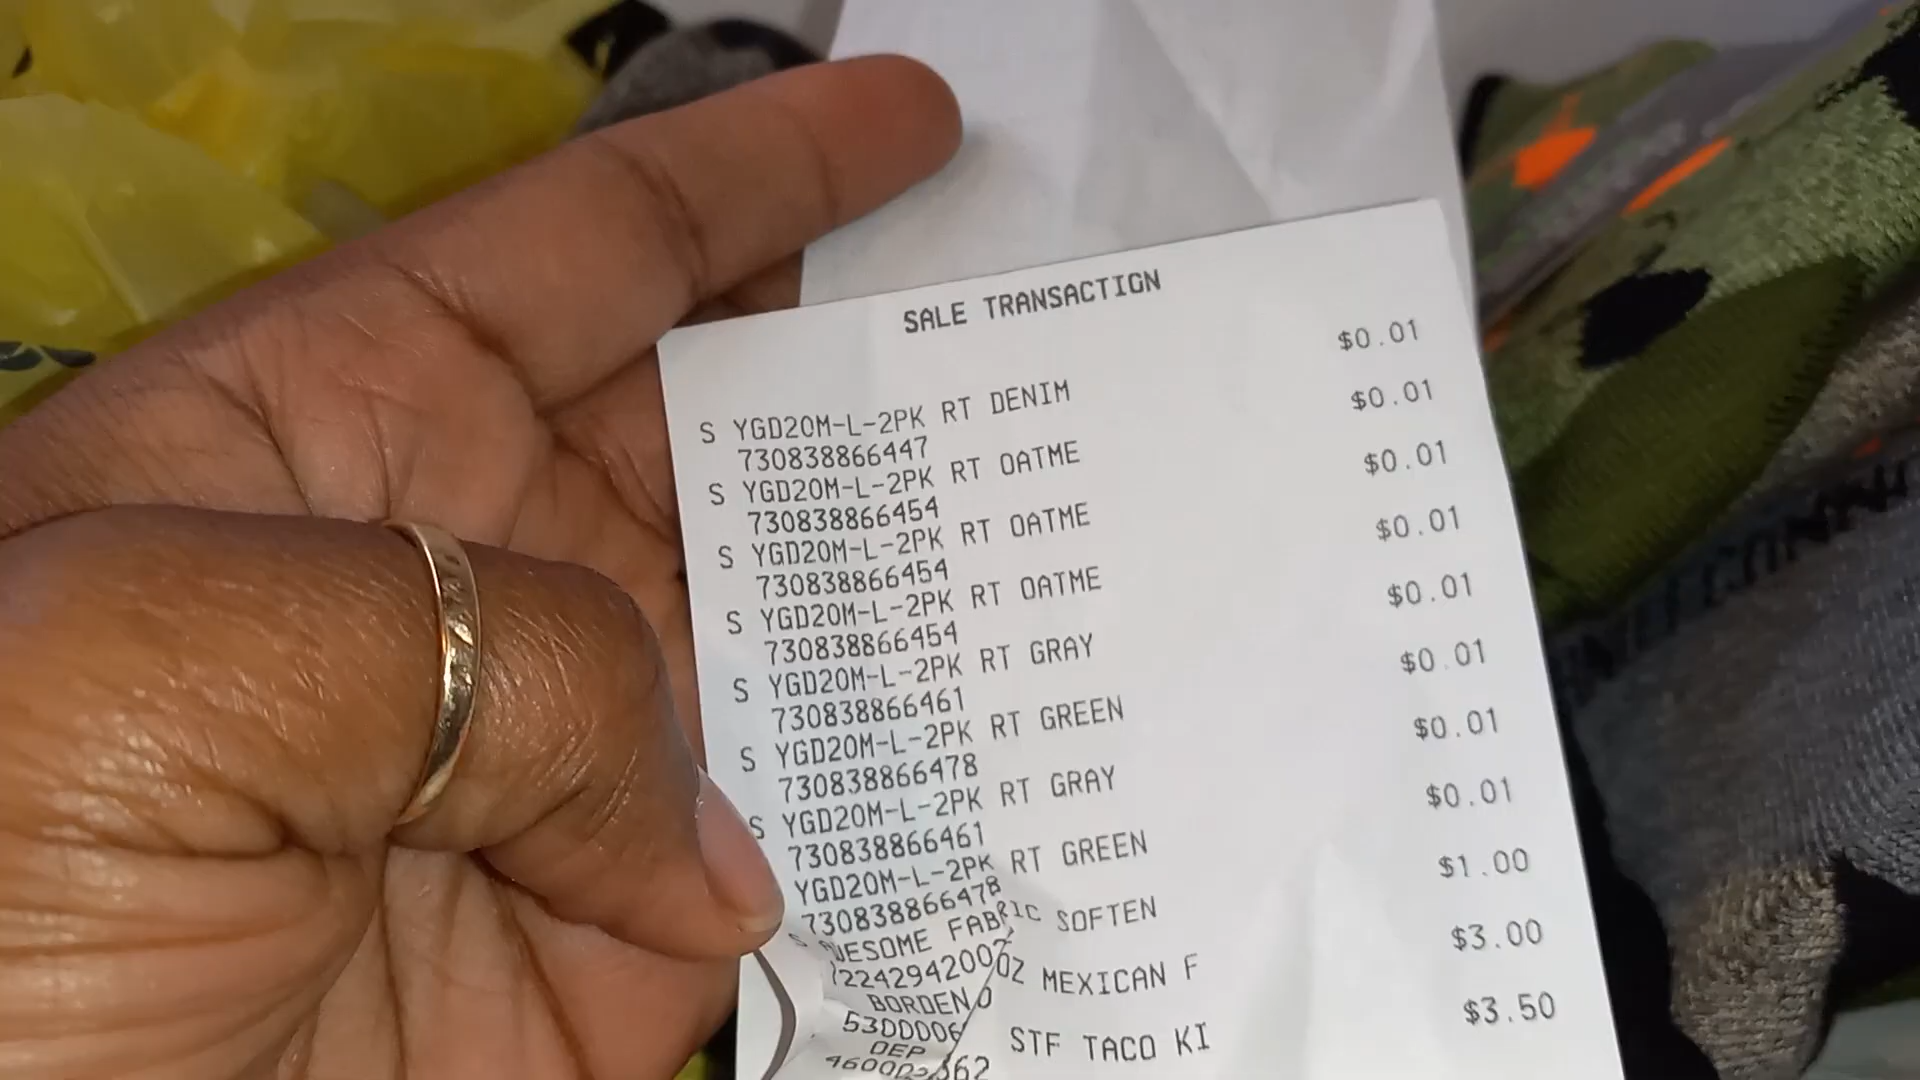 SALE TRANSACTION
S YGD20M-L-2PK RT DENIM $0.01
730838866447
S YGD20M-L-2PK RT OATME $0.01
730838866454
S YGD20M-L-2PK RT OATME $0.01
730838866454
S YGD20M-L-2PK RT OATME $0.01
730838866454
S YGD20M-L-2PK RT GRAY $0.01
730838866461
S YGD20M-L-2PK RT GREEN $0.01
730838866478
S YGD20M-L-2PK RT GRAY $0.01
730838866461
YGD20M-L-2PK RT GREEN $0.01
730838866478
S AWESOME FABRIC SOFTEN $1.00
BORDEN MEXICAN F $3.00
OEP STF TACO KI $3.50